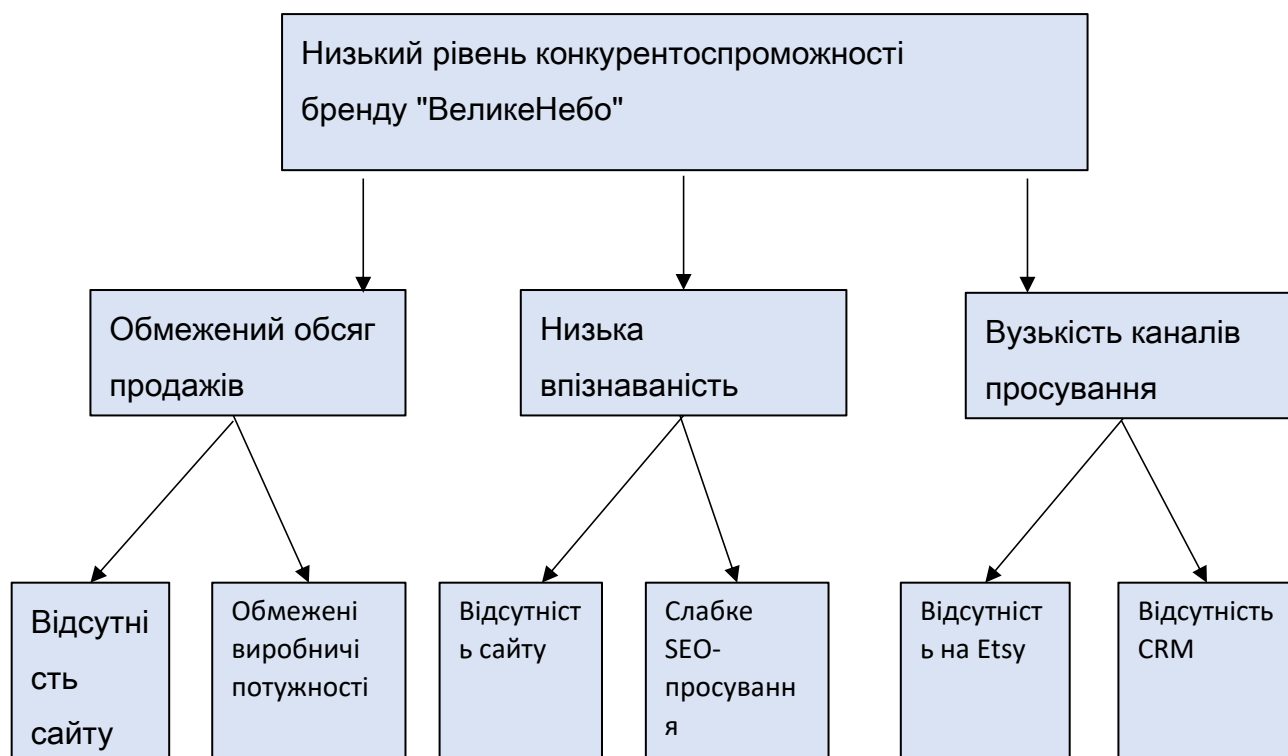 Низький рівень конкурентоспроможності
бренду "ВеликеНебо"
Обмежений обсяг
продажів
Низька
впізнаваність
Вузькість каналів
просування
Відсутні
сть
сайту
Обмежені
виробничі
потужності
Відсутніст
ь сайту
Слабке
SEO-
просуванн
я
Відсутніст
ь на Etsy
Відсутність
CRM